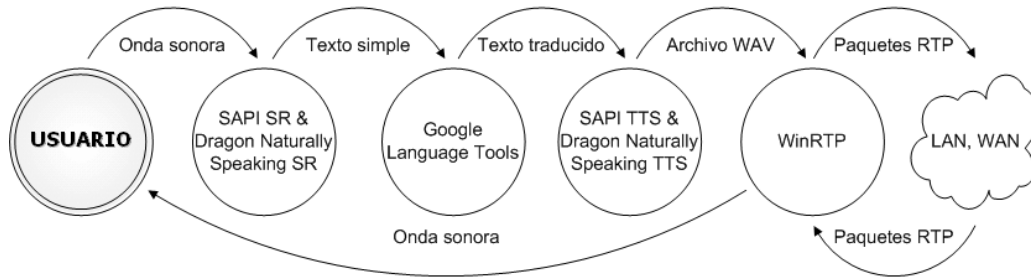 Onda sonora
Texto simple
Texto traducido
Archivo WAV
Paquetes RTP
USUARIO
SAPI SR &
Dragon Naturally
Speaking SR
Google
Language Tools
SAPI TTS &
Dragon Naturally
Speaking TTS
WinRTP
LAN, WAN
Onda sonora
Paquetes RTP